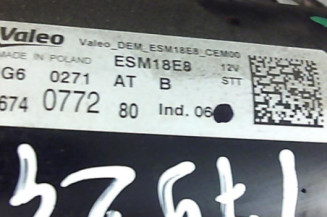 Valeo Valeo_DEM_ESM18E8_CEM00
MADE IN POLAND ESM18E8 12V
G6 0271 AT B STT
674 0772 80 Ind. 06